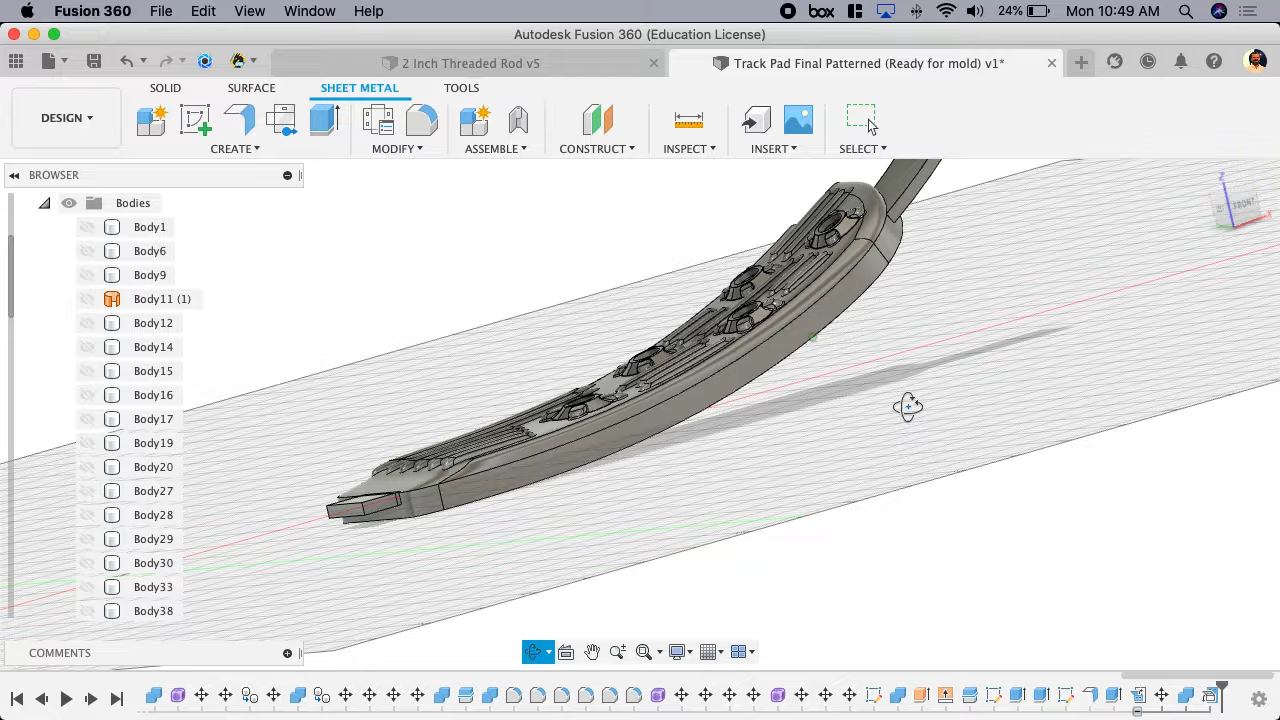 Fusion 360 File Edit View Window Help box 24% Mon 10:49 AM
Autodesk Fusion 360 (Education License)
2 Inch Threaded Rod v5 Track Pad Final Patterned (Ready for mold) v1*
DESIGN
SOLID SURFACE SHEET METAL TOOLS
CREATE MODIFY ASSEMBLE CONSTRUCT INSPECT INSERT SELECT
BROWSER
Bodies
Body1
Body6
Body9
Body11 (1)
Body12
Body14
Body15
Body16
Body17
Body19
Body20
Body27
Body28
Body29
Body30
Body33
Body38
Z
FRONT
X
COMMENTS